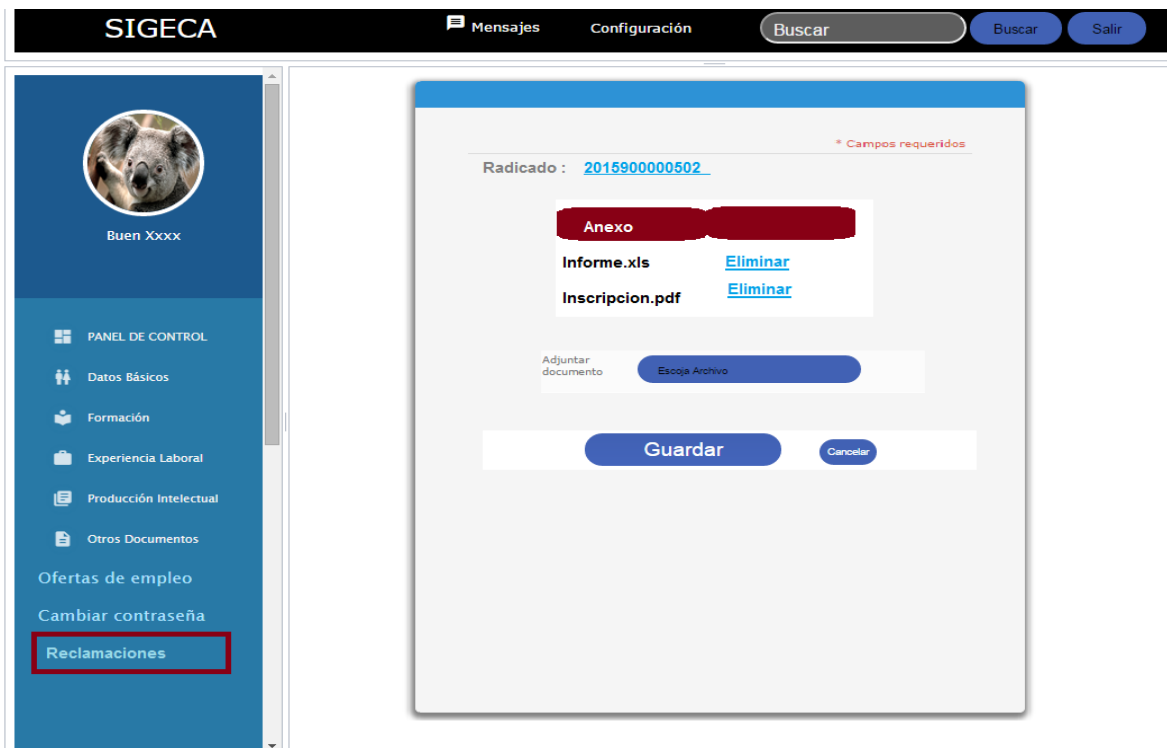 SIGECA
Mensajes
Configuración
Buscar
Buscar
Salir
Buen Xxxx
PANEL DE CONTROL
Datos Básicos
Formación
Experiencia Laboral
Producción Intelectual
Otros Documentos
Ofertas de empleo
Cambiar contraseña
Reclamaciones
* Campos requeridos
Radicado : 2015900000502_
Anexo
Informe.xls Eliminar
Inscripcion.pdf Eliminar
Adjuntar
documento
Escoja Archivo
Guardar
Cancelar